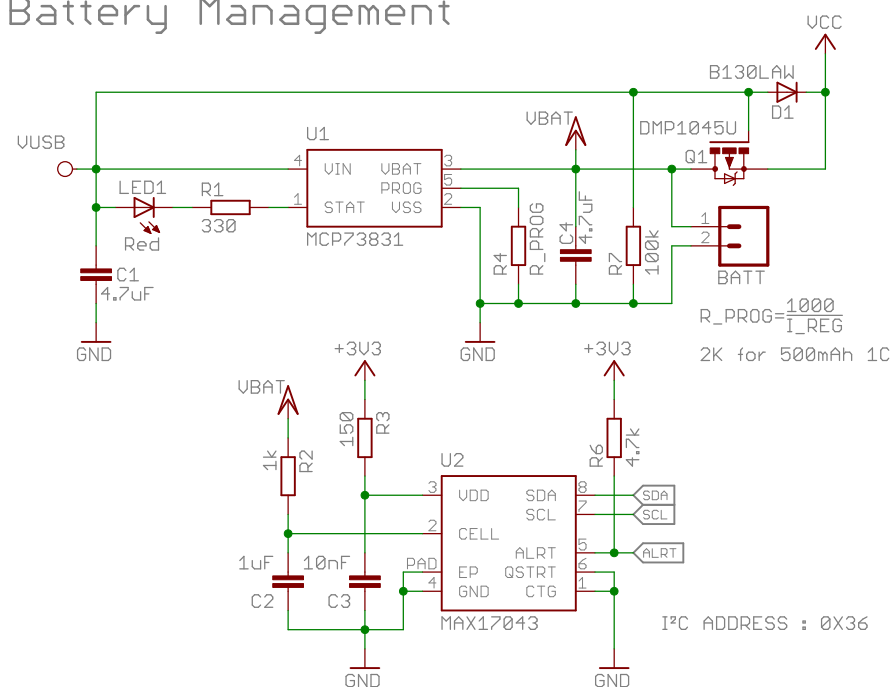 Battery Management
VCC
B130LAW
D1
VUSB
U1
VBAT
DMP1045U
Q1
4 VIN VBAT 3
PROG 5
1 STAT VSS 2
MCP73831
LED1
Red
R1
330
C1
4.7uF
GND
R4
R_PROG
C4
4.7uF
R7
100k
1
2
BATT
GND
R_PROG=1000
I_REG
2K for 500mAh 1C
+3V3
+3V3
VBAT
150
R3
1k
R2
R6
4.7k
U2
3 VDD SDA 8 SDA
SCL 7 SCL
2 CELL
ALRT 5 ALRT
PAD EP QSTRT 6
4 GND CTG 1
MAX17043
1uF
C2
10nF
C3
I²C ADDRESS : 0X36
GND
GND